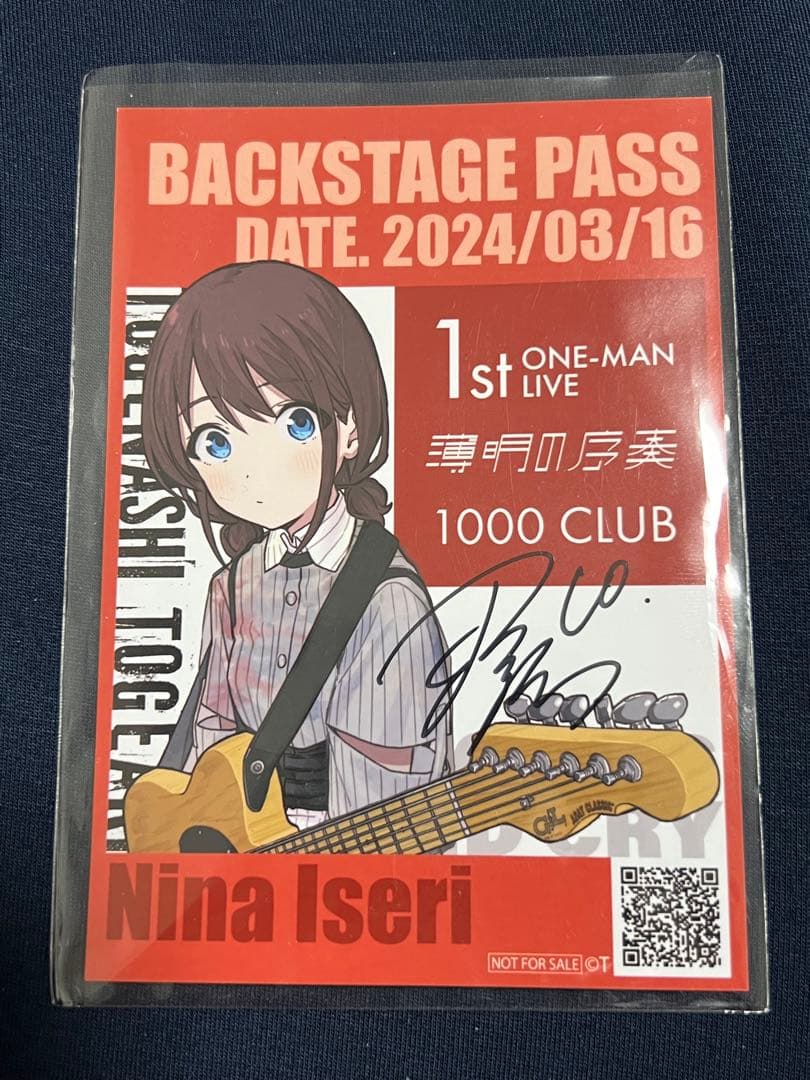 BACKSTAGE PASS
DATE. 2024/03/16
TOGENASHI TOGEARI
1st ONE-MAN
LIVE
薄明の序奏
1000 CLUB
CRY
Nina Iseri
NOT FOR SALE ©T